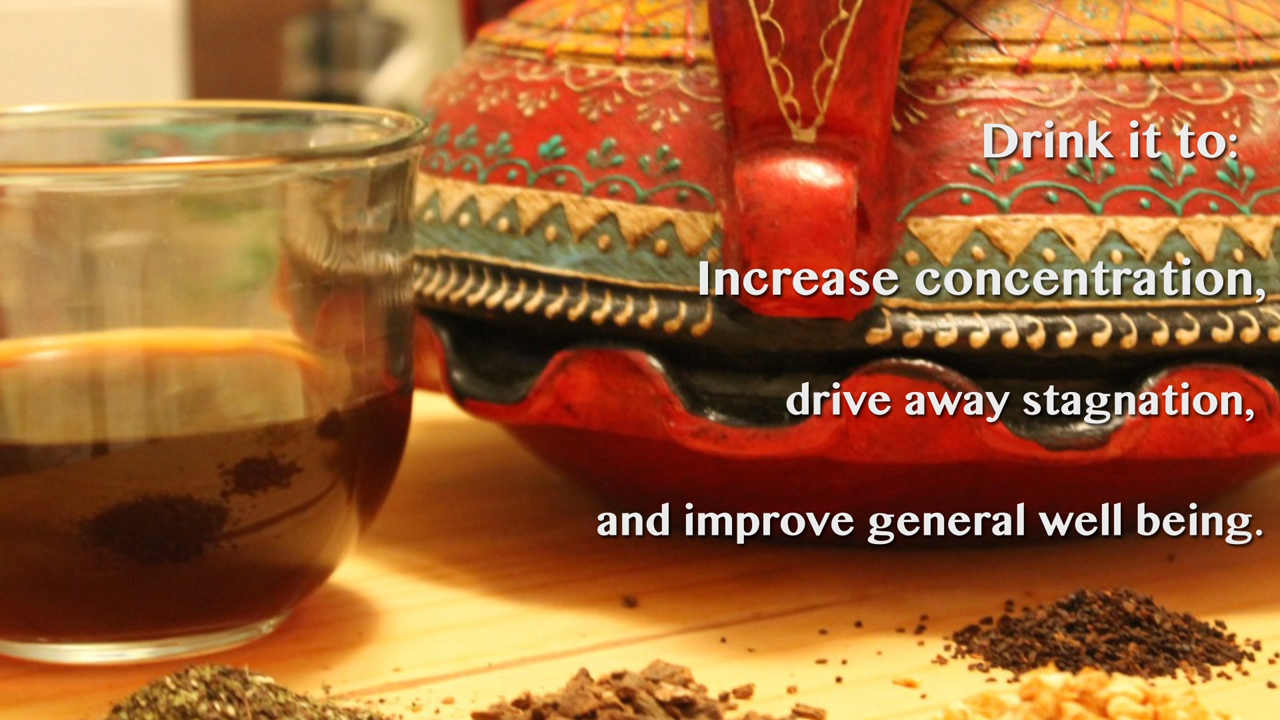 Drink it to:
Increase concentration,
drive away stagnation,
and improve general well being.